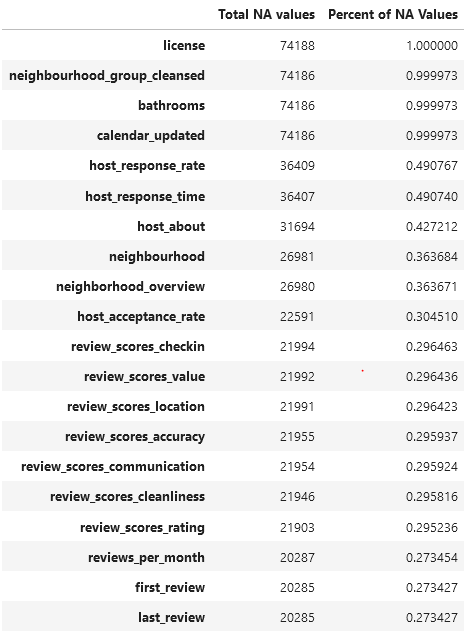 Total NA values Percent of NA Values
license 74188 1.000000
neighbourhood_group_cleansed 74186 0.999973
bathrooms 74186 0.999973
calendar_updated 74186 0.999973
host_response_rate 36409 0.490767
host_response_time 36407 0.490740
host_about 31694 0.427212
neighbourhood 26981 0.363684
neighborhood_overview 26980 0.363671
host_acceptance_rate 22591 0.304510
review_scores_checkin 21994 0.296463
review_scores_value 21992 0.296436
review_scores_location 21991 0.296423
review_scores_accuracy 21955 0.295937
review_scores_communication 21954 0.295924
review_scores_cleanliness 21946 0.295816
review_scores_rating 21903 0.295236
reviews_per_month 20287 0.273454
first_review 20285 0.273427
last_review 20285 0.273427